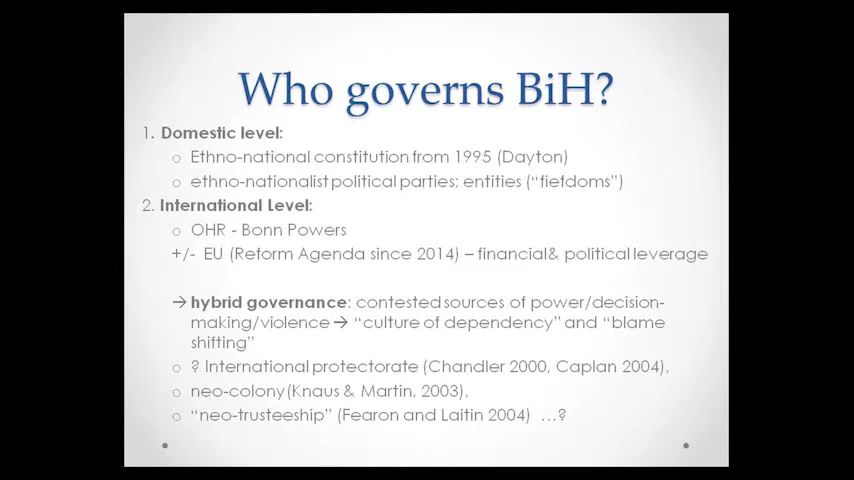 Who governs BiH?
1. Domestic level:
o Ethno-national constitution from 1995 (Dayton)
o ethno-nationalist political parties; entities (“fiefdoms”)
2. International Level:
o OHR - Bonn Powers
+/- EU (Reform Agenda since 2014) – financial& political leverage
→ hybrid governance: contested sources of power/decision-
making/violence → “culture of dependency” and “blame
shifting”
o ? International protectorate (Chandler 2000, Caplan 2004),
o neo-colony(Knaus & Martin, 2003),
o “neo-trusteeship” (Fearon and Laitin 2004) ...?